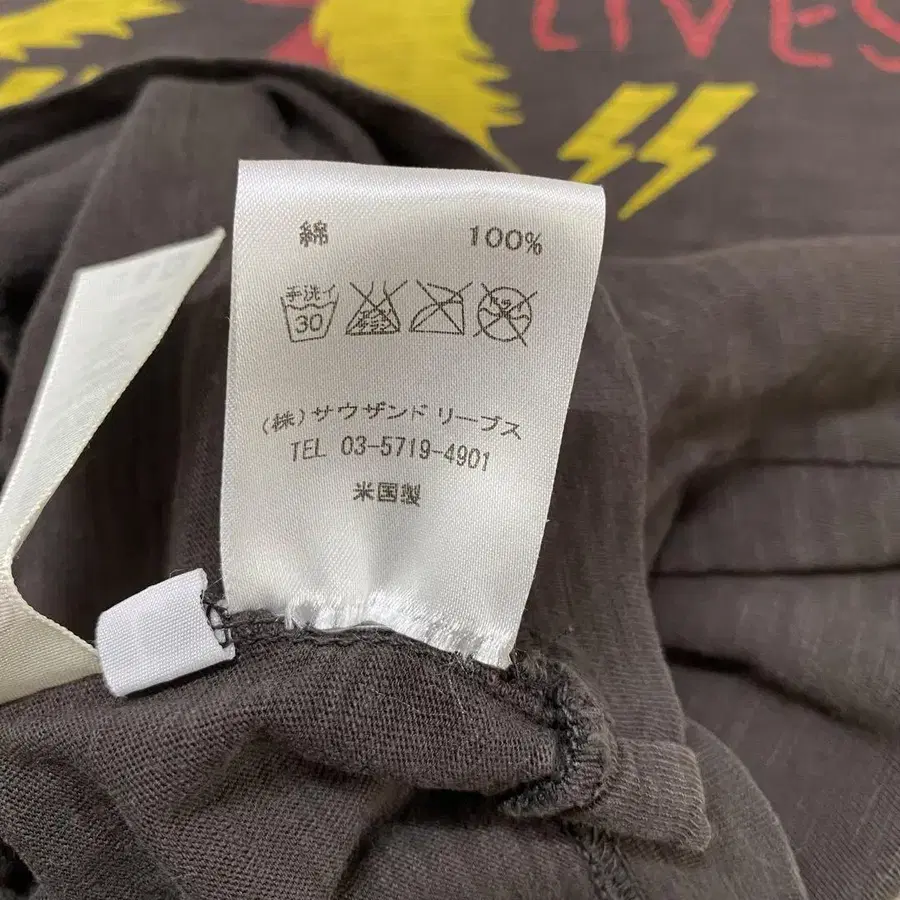 LIVES
綿 100%
手洗イ
30
(株)サウザンド リーブス
TEL 03-5719-4901
米国製